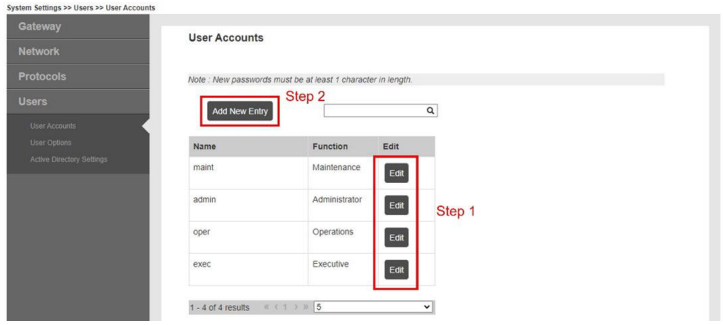 System Settings >> Users >> User Accounts
Gateway
Network
Protocols
Users
User Accounts
User Options
Active Directory Settings
User Accounts
Note : New passwords must be at least 1 character in length.
Step 2
Add New Entry
Name Function Edit
maint Maintenance Edit
admin Administrator Edit
Step 1
oper Operations Edit
exec Executive Edit
1 - 4 of 4 results « < 1 > » 5